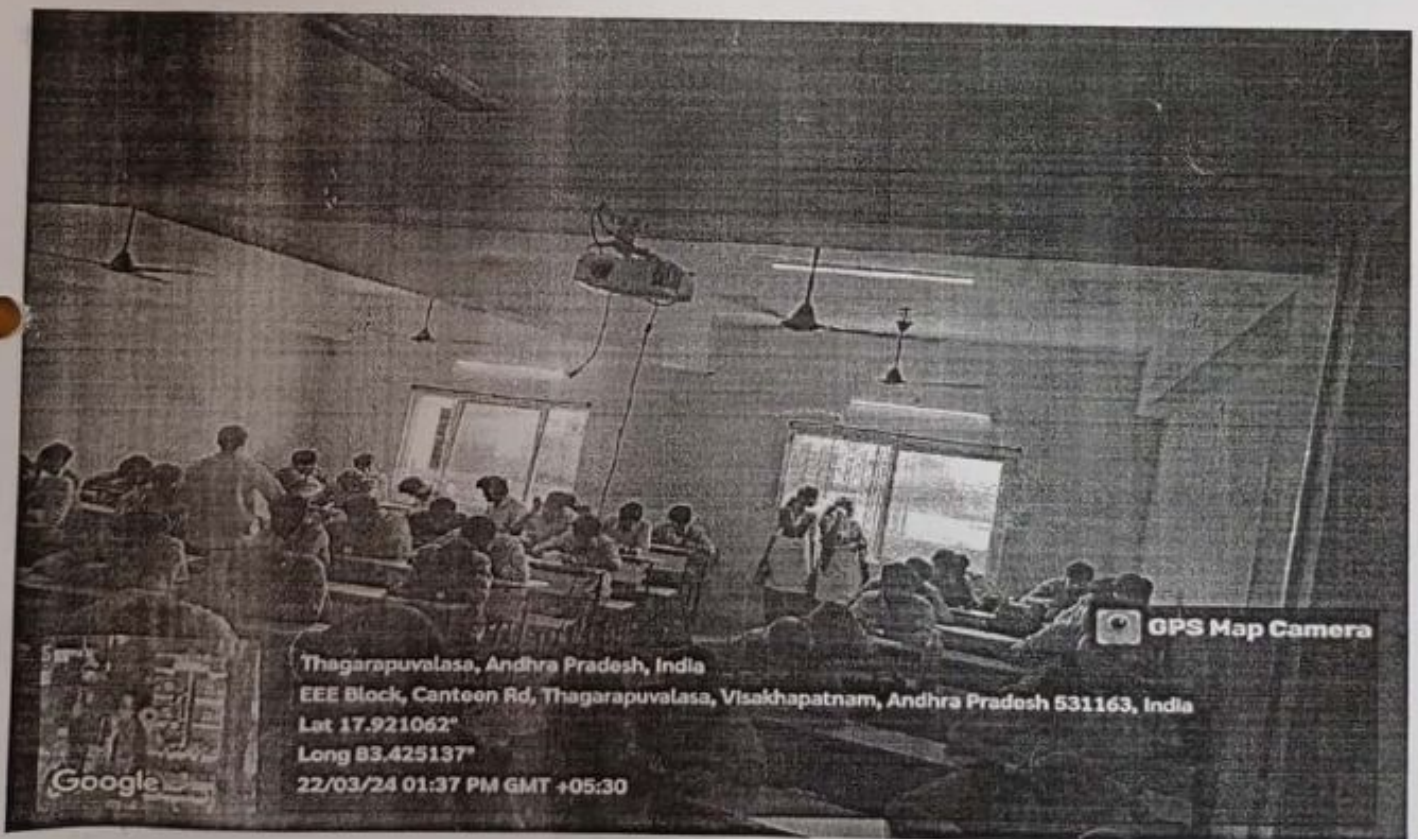 GPS Map Camera
Thagarapuvalasa, Andhra Pradesh, India
EEE Block, Canteen Rd, Thagarapuvalasa, Visakhapatnam, Andhra Pradesh 531163, India
Lat 17.921062°
Long 83.425137°
22/03/24 01:37 PM GMT +05:30
Google